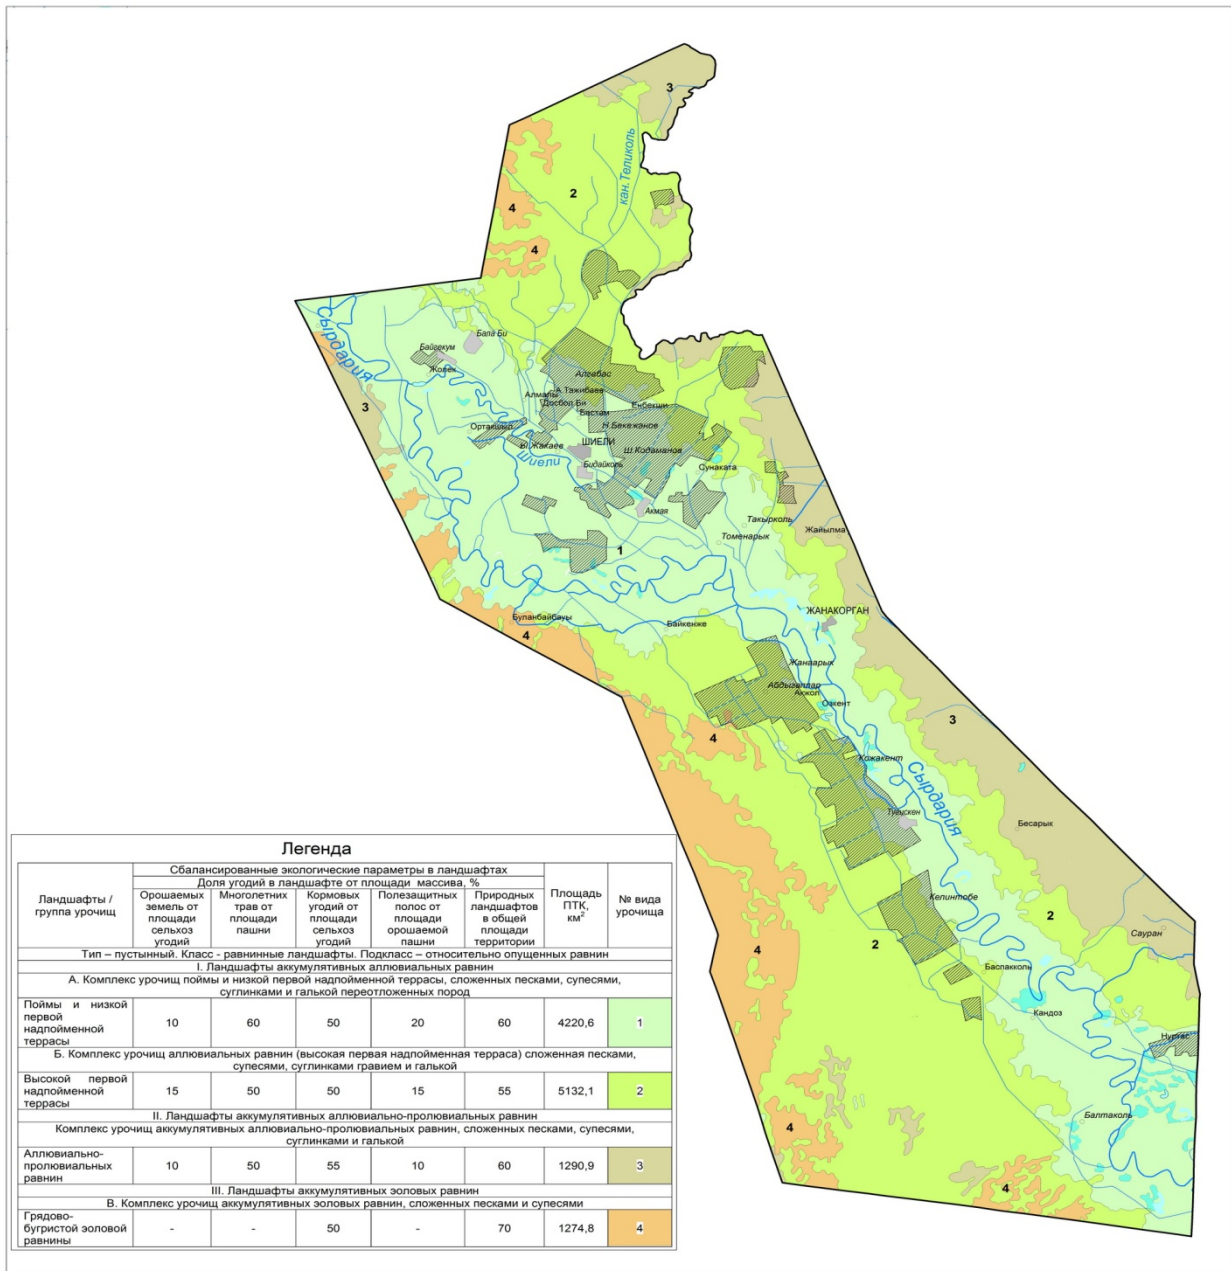 3
кан.Теликоль
2
4
4
Сырдария
Бала Би
Байгекум
Жолек
Алгабас
А.Тажибаев
Алмалы
Досбол Би
Енбекши
Бестам
3
Ортакшыл
Н.Бекежанов
Ы.Жакаев
ШИЕЛИ
Ш.Кодаманов
Шиели
Бидайколь
Сунаката
Акмая
Такырколь
Жанылма
Томенарык
1
ЖАНАКОРГАН
Буланбайбауы
Байкенже
4
Жанаарык
Абдыгаппар
Аккол
Озкент
3
4
Кожакент
Сырдария
Тугискен
Бесарык
Келинтобе
2
Сауран
4
2
Баспакколь
Кандоз
Нуртас
Балтаколь
4
4
Легенда
Ландшафты / группа урочищ
Сбалансированные экологические параметры в ландшафтах
Доля угодий в ландшафте от площади массива, %
Орошаемых земель от площади сельхоз угодий
Многолетних трав от площади пашни
Кормовых угодий от площади сельхоз угодий
Полезащитных полос от площади орошаемой пашни
Природных ландшафтов в общей площади территории
Площадь ПТК, км²
№ вида урочища
Тип – пустынный. Класс - равнинные ландшафты. Подкласс – относительно опущенных равнин
I. Ландшафты аккумулятивных аллювиальных равнин
А. Комплекс урочищ поймы и низкой первой надпойменной террасы, сложенных песками, супесями,
суглинками и галькой переотложенных пород
Поймы и низкой первой надпойменной террасы 10 60 50 20 60 4220,6 1
Б. Комплекс урочищ аллювиальных равнин (высокая первая надпойменная терраса) сложенная песками,
супесями, суглинками гравием и галькой
Высокой первой надпойменной террасы 15 50 50 15 55 5132,1 2
II. Ландшафты аккумулятивных аллювиально-пролювиальных равнин
Комплекс урочищ аккумулятивных аллювиально-пролювиальных равнин, сложенных песками, супесями,
суглинками и галькой
Аллювиально-пролювиальных равнин 10 50 55 10 60 1290,9 3
III. Ландшафты аккумулятивных эоловых равнин
В. Комплекс урочищ аккумулятивных эоловых равнин, сложенных песками и супесями
Грядово-бугристой эоловой равнины - - 50 - 70 1274,8 4